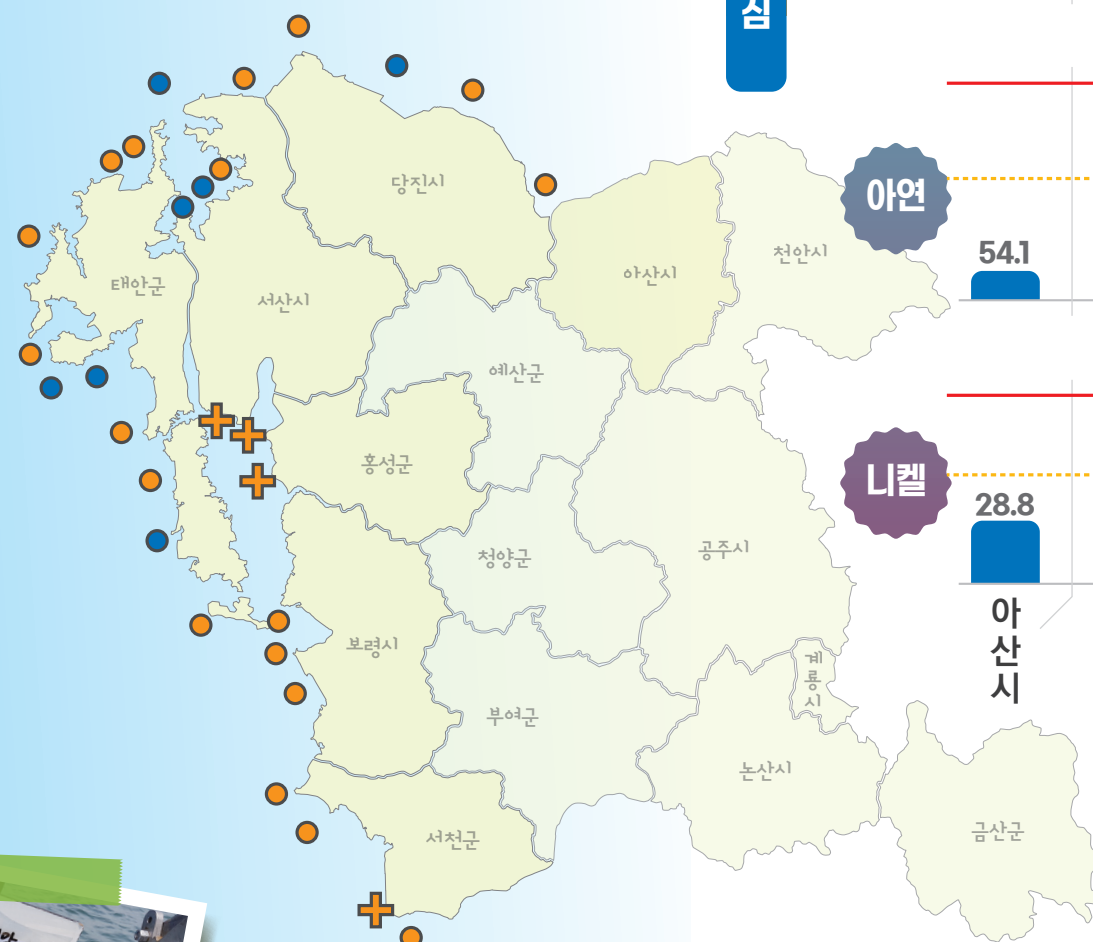 심
당진시
아산시
천안시
태안군
서산시
예산군
홍성군
청양군
공주시
보령시
계룡시
부여군
논산시
서천군
금산군
아연
54.1
니켈
28.8
아산시